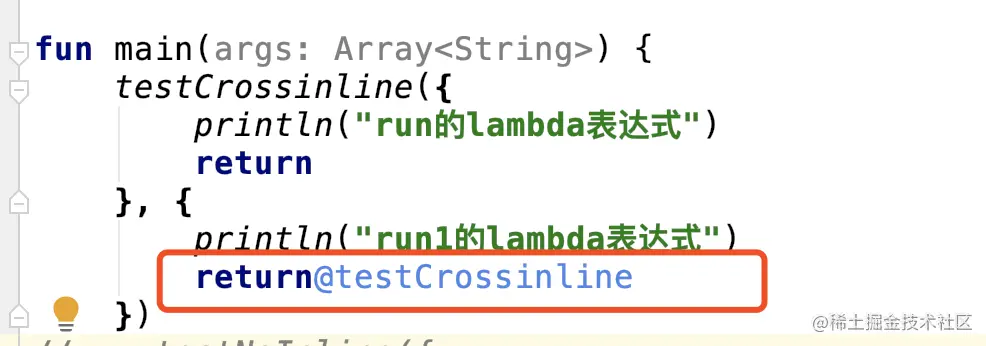 fun main(args: Array<String>) {
    testCrossinline({
        println("run的lambda表达式")
        return
    }, {
        println("run1的lambda表达式")
        return@testCrossinline
    })
@稀土掘金技术社区